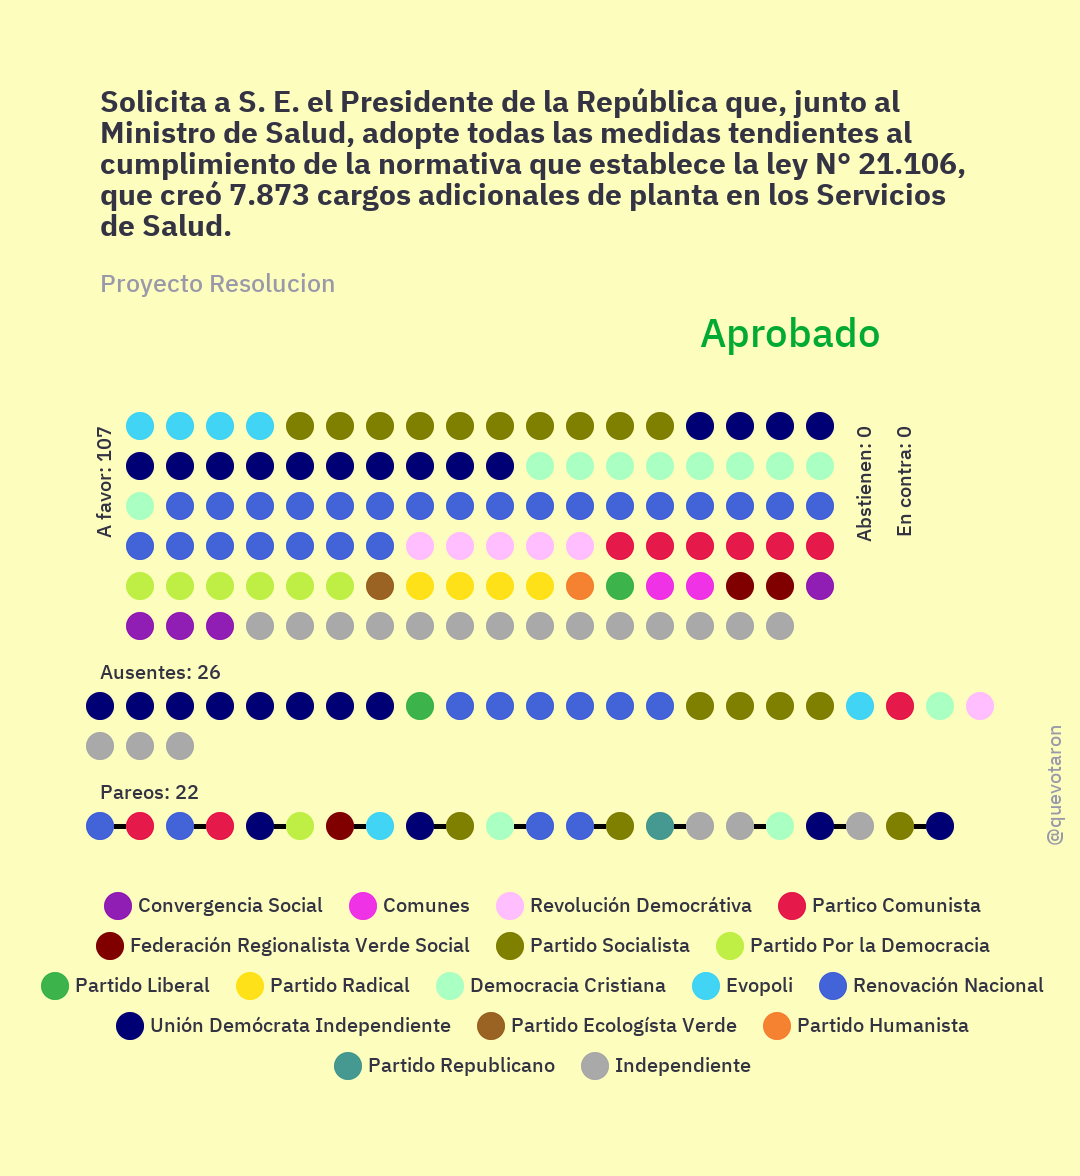 Solicita a S. E. el Presidente de la República que, junto al
Ministro de Salud, adopte todas las medidas tendientes al
cumplimiento de la normativa que establece la ley N° 21.106,
que creó 7.873 cargos adicionales de planta en los Servicios
de Salud.
Proyecto Resolucion
Aprobado
A favor: 107
Abstienen: 0
En contra: 0
Ausentes: 26
Pareos: 22
@quevotaron
Convergencia Social
Comunes
Revolución Democrátiva
Partico Comunista
Federación Regionalista Verde Social
Partido Socialista
Partido Por la Democracia
Partido Liberal
Partido Radical
Democracia Cristiana
Evopoli
Renovación Nacional
Unión Demócrata Independiente
Partido Ecologísta Verde
Partido Humanista
Partido Republicano
Independiente